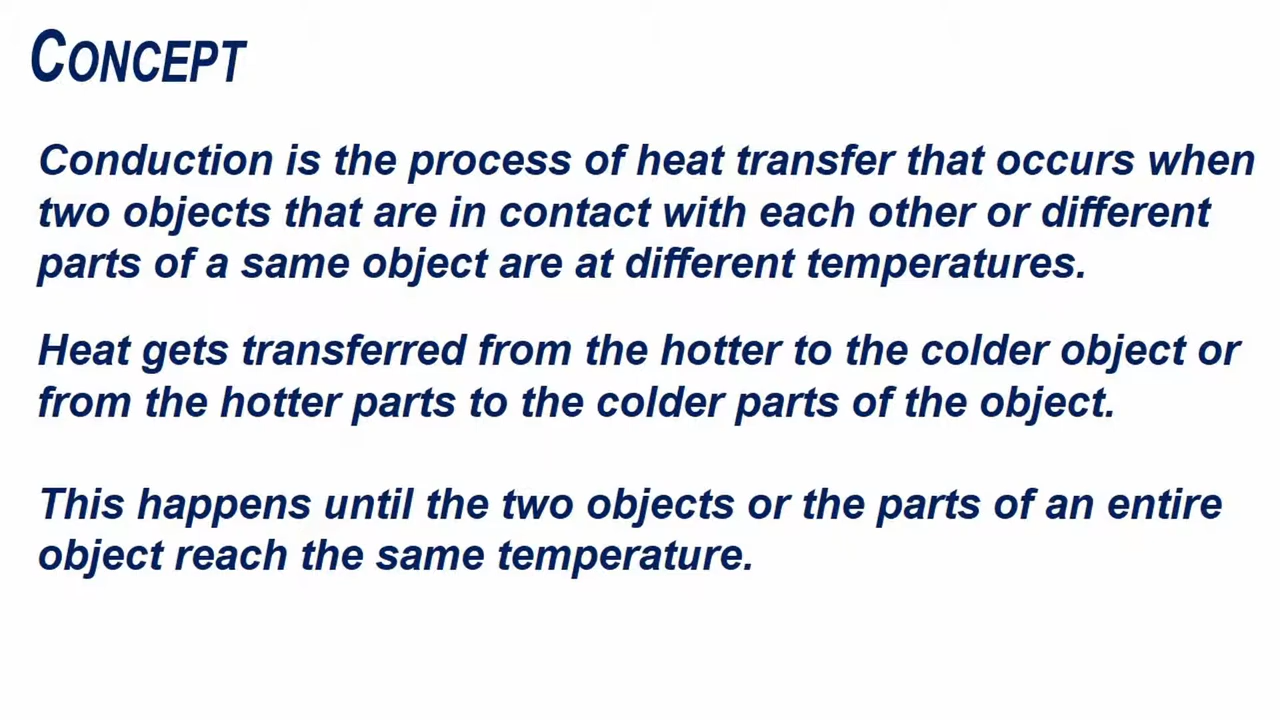 CONCEPT
Conduction is the process of heat transfer that occurs when
two objects that are in contact with each other or different
parts of a same object are at different temperatures.
Heat gets transferred from the hotter to the colder object or
from the hotter parts to the colder parts of the object.
This happens until the two objects or the parts of an entire
object reach the same temperature.